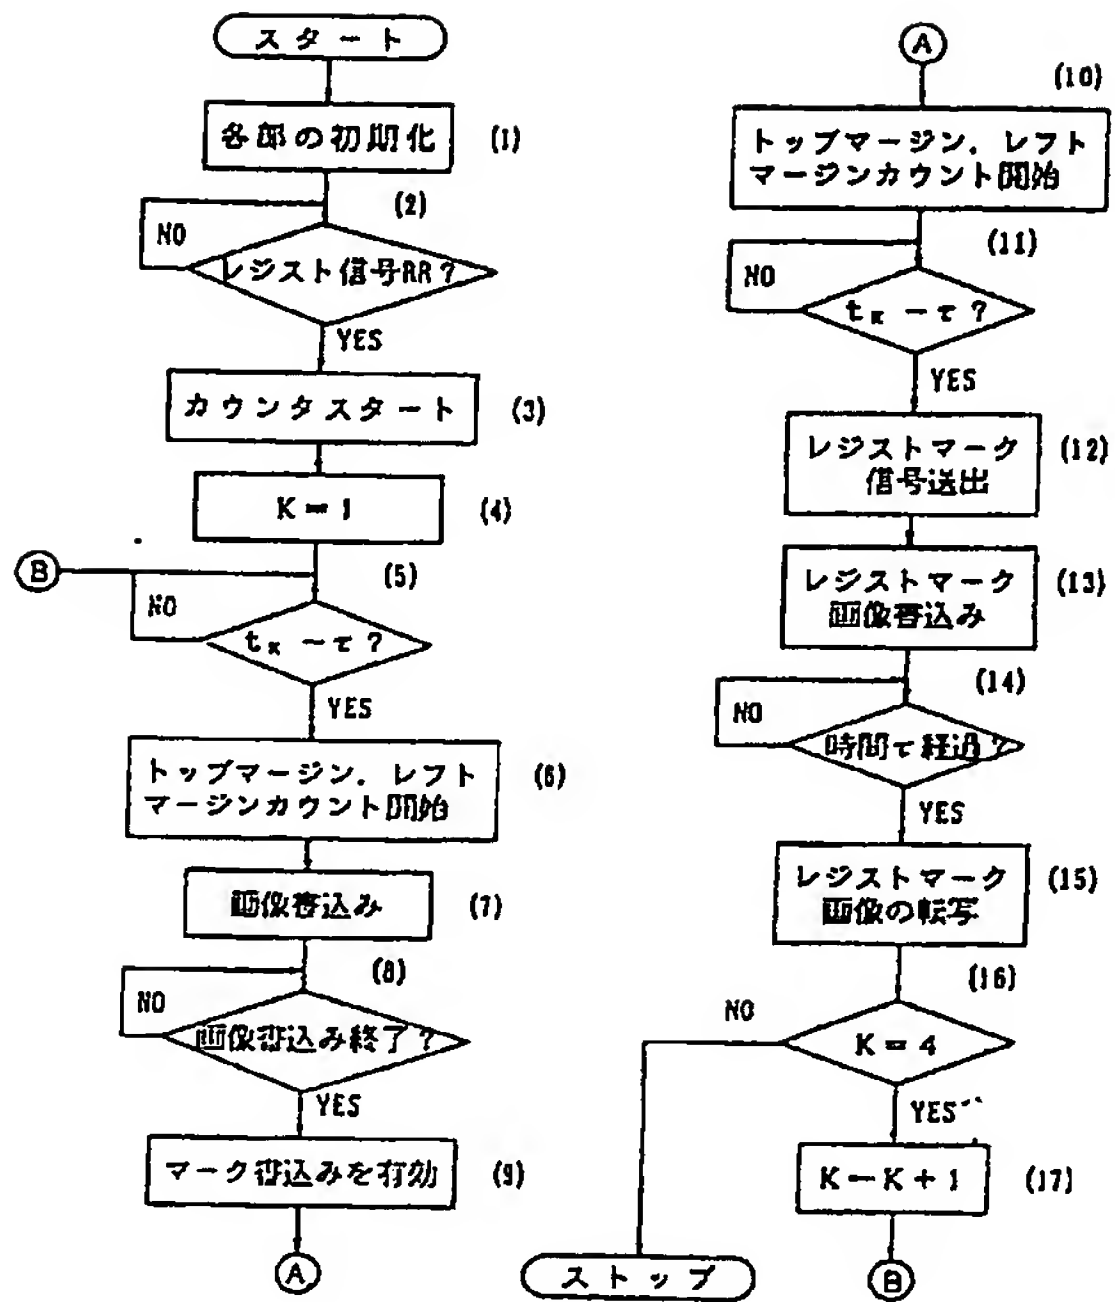 スタート
各部の初期化 (1)
(2)
NO
レジスト信号RR？
YES
カウンタスタート (3)
K＝1 (4)
B
(5)
NO
tK －τ？
YES
トップマージン，レフト (6)
マージンカウント開始
画像書込み (7)
(8)
NO
画像書込み終了？
YES
マーク書込みを有効 (9)
A
A
(10)
トップマージン．レフト
マージンカウント開始
(11)
NO
tK －τ？
YES
レジストマーク (12)
信号送出
レジストマーク (13)
画像書込み
(14)
NO
時間τ経過？
YES
レジストマーク (15)
画像の転写
(16)
NO
K＝4
YES
K←K＋1 (17)
ストップ
B